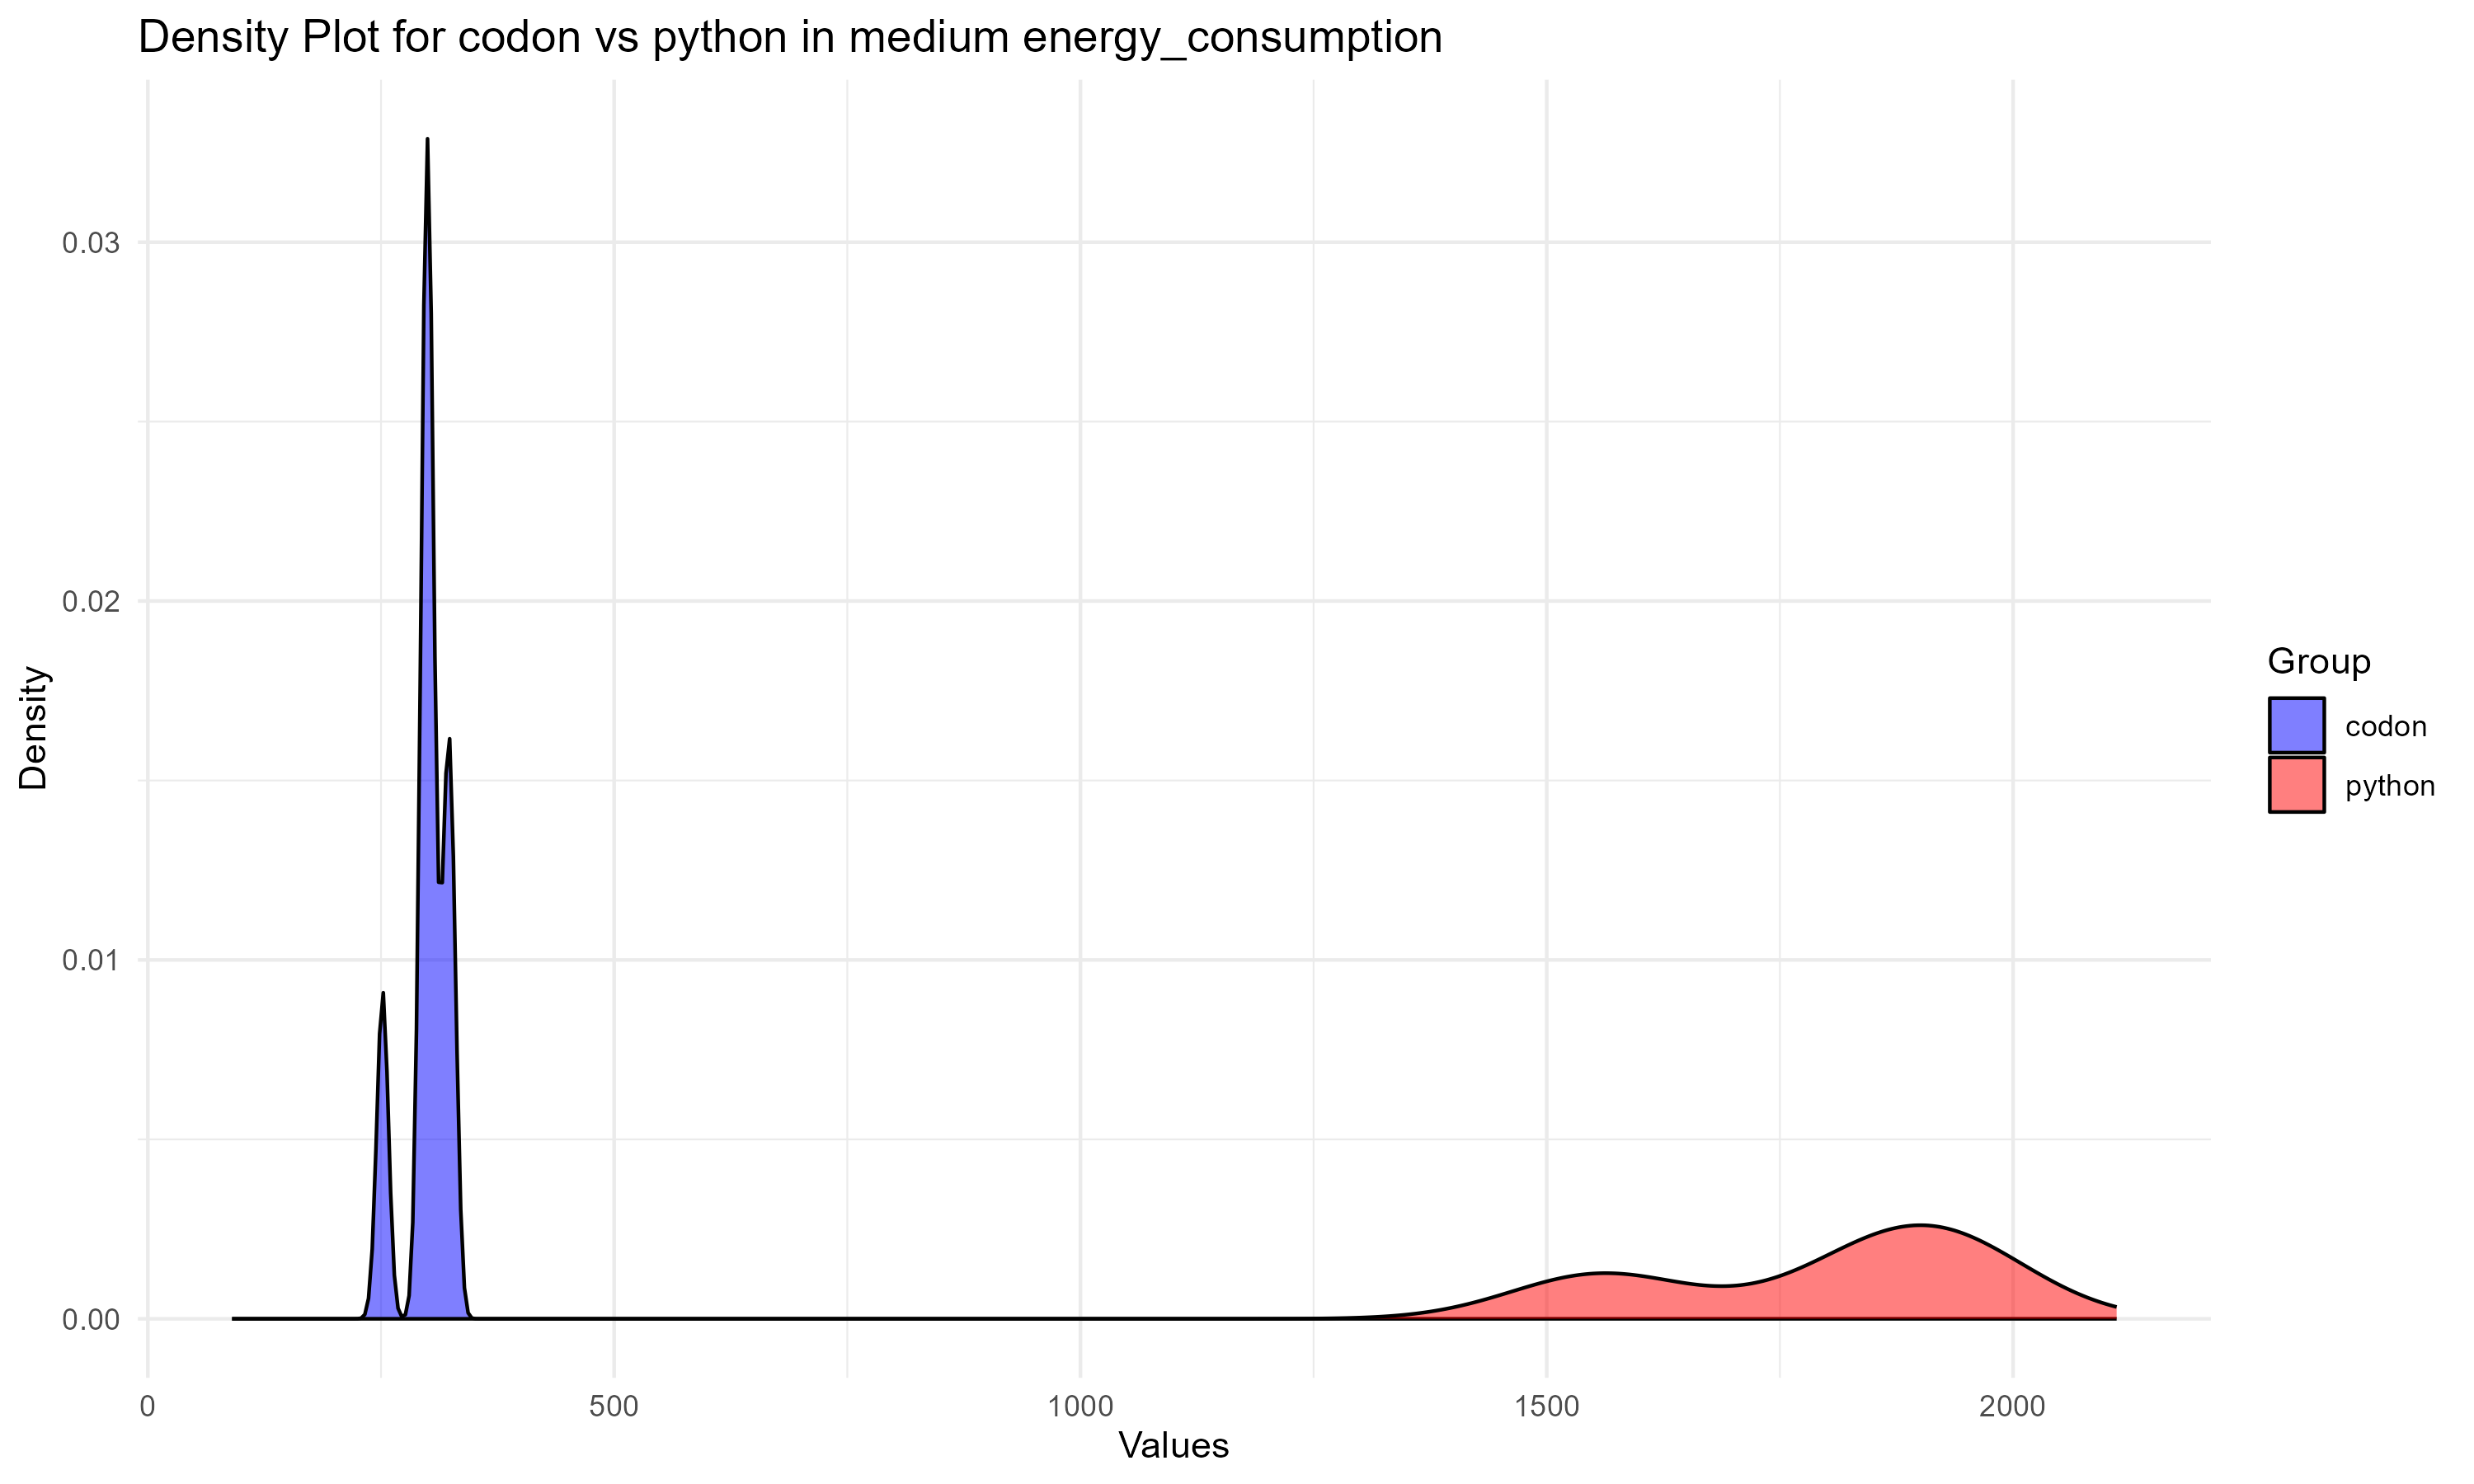 Density Plot for codon vs python in medium energy_consumption
Density
0.03
0.02
0.01
0.00
0
500
1000
1500
2000
Values
Group
codon
python